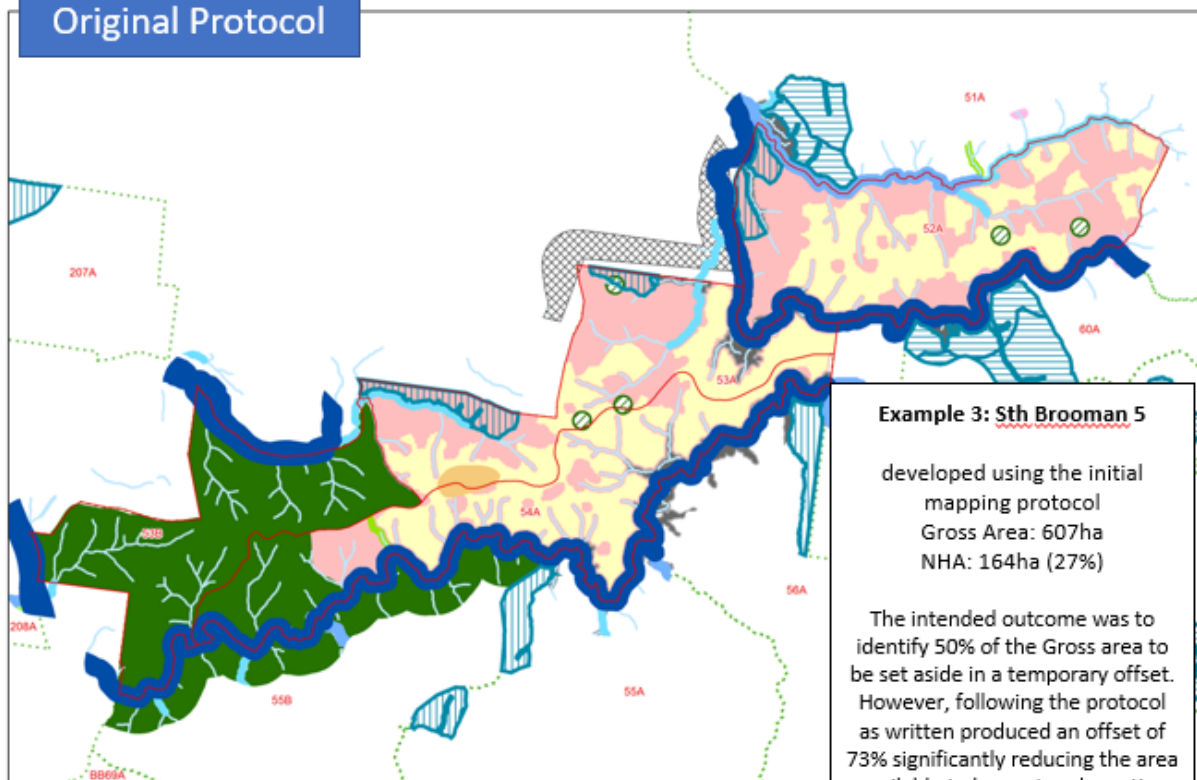 Original Protocol
51A
207A
52A
60A
53A
54A
53B
56A
208A
55A
55B
BB69A
Example 3: Sth Brooman 5
developed using the initial
mapping protocol
Gross Area: 607ha
NHA: 164ha (27%)
The intended outcome was to
identify 50% of the Gross area to
be set aside in a temporary offset.
However, following the protocol
as written produced an offset of
73% significantly reducing the area